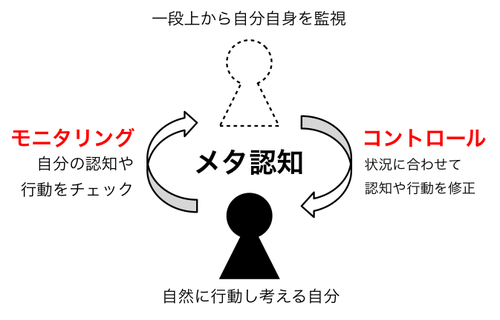 一段上から自分自身を監視
モニタリング
自分の認知や
行動をチェック
メタ認知
コントロール
状況に合わせて
認知や行動を修正
自然に行動し考える自分